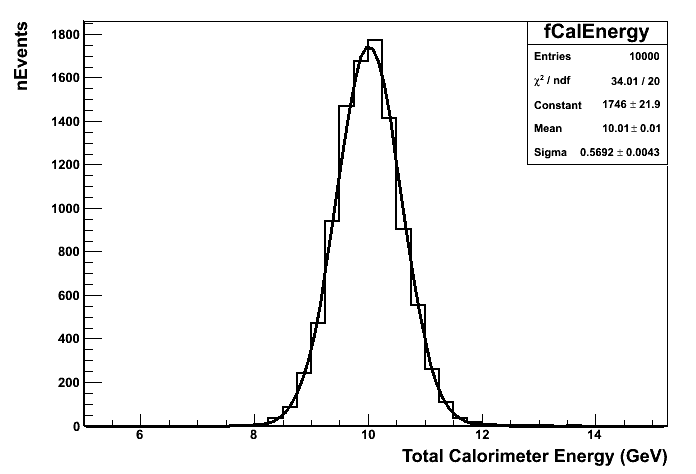 fCalEnergy
Entries 10000
χ² / ndf 34.01 / 20
Constant 1746 ± 21.9
Mean 10.01 ± 0.01
Sigma 0.5692 ± 0.0043
nEvents
1800
1600
1400
1200
1000
800
600
400
200
0
6 8 10 12 14
Total Calorimeter Energy (GeV)